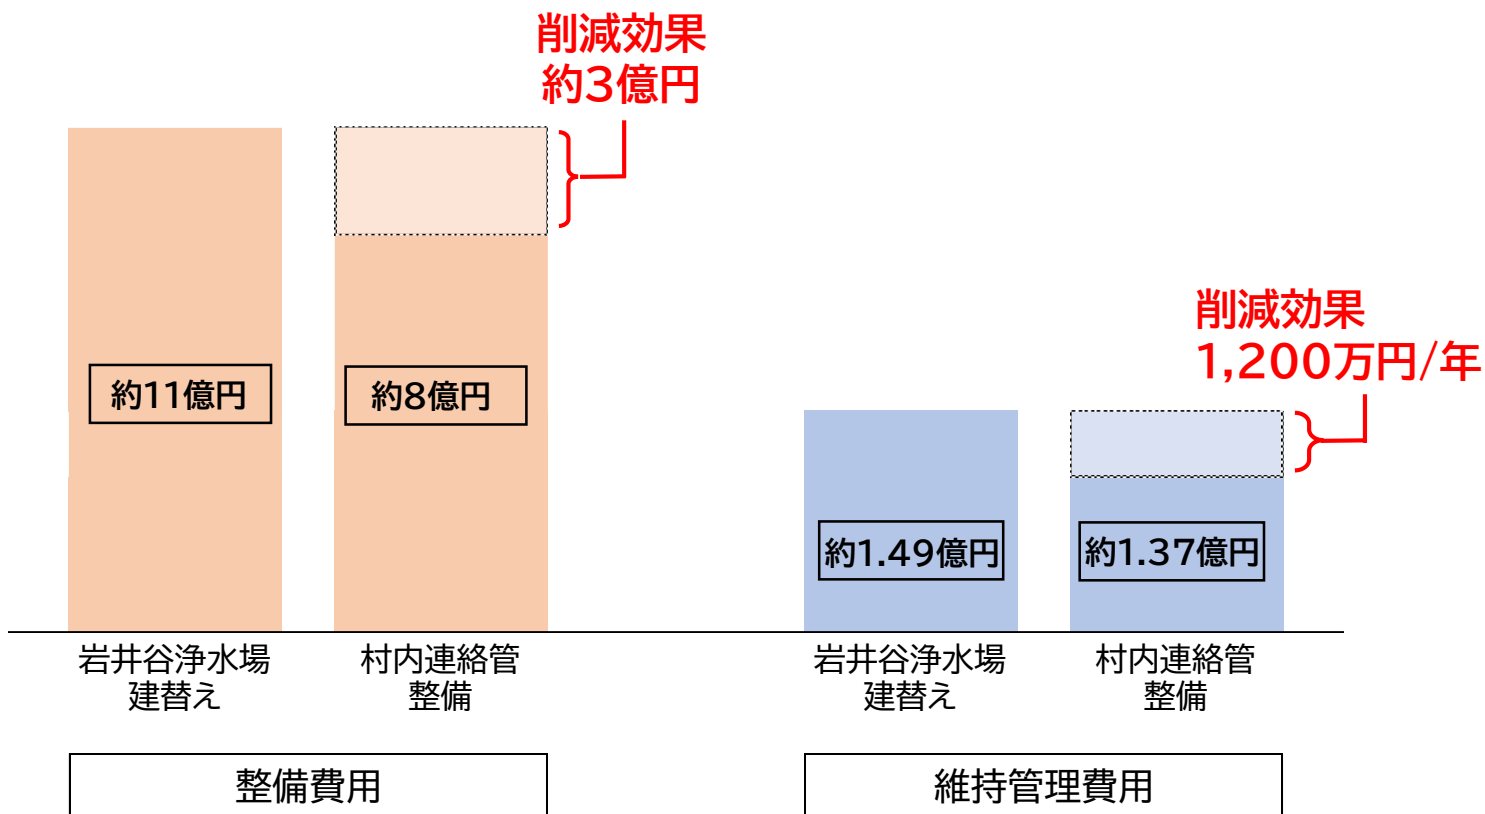 削減効果
約3億円
約11億円
約8億円
削減効果
1,200万円/年
約1.49億円
約1.37億円
岩井谷浄水場
建替え
村内連絡管
整備
岩井谷浄水場
建替え
村内連絡管
整備
整備費用
維持管理費用